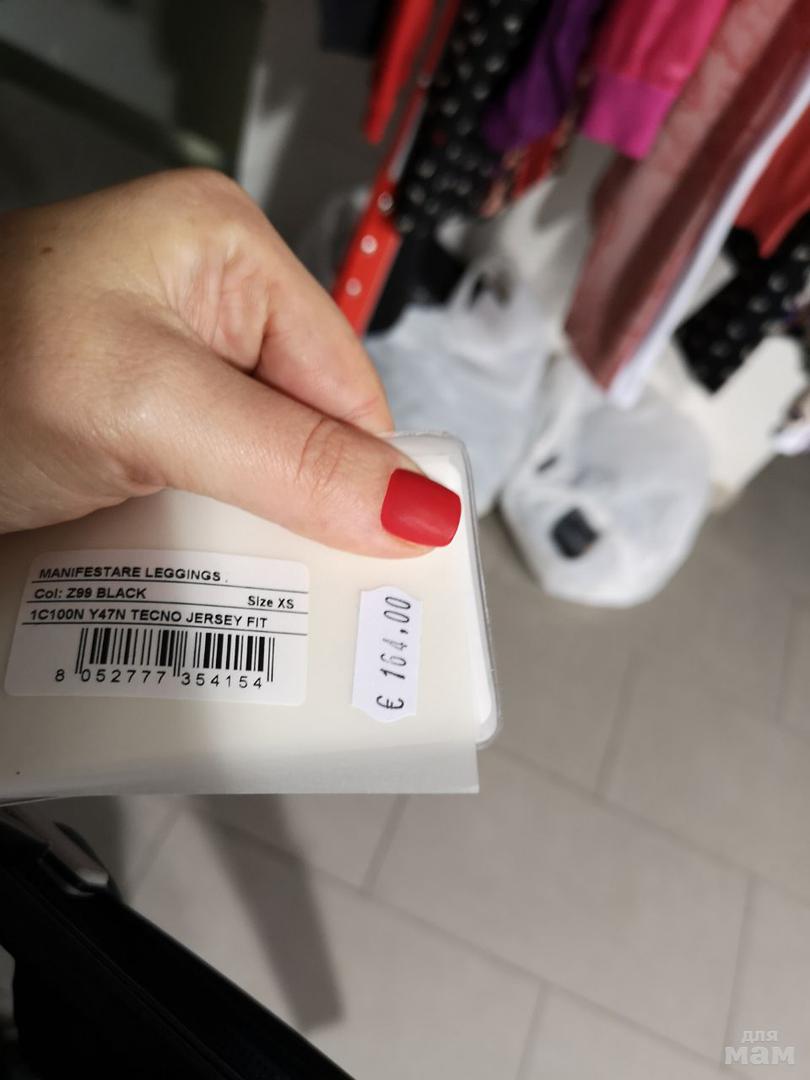 MANIFESTARE LEGGINGS
Col: Z99 BLACK
Size XS
1C100N Y47N TECNO JERSEY FIT
8 052777 354154
€ 164,00
для
мам